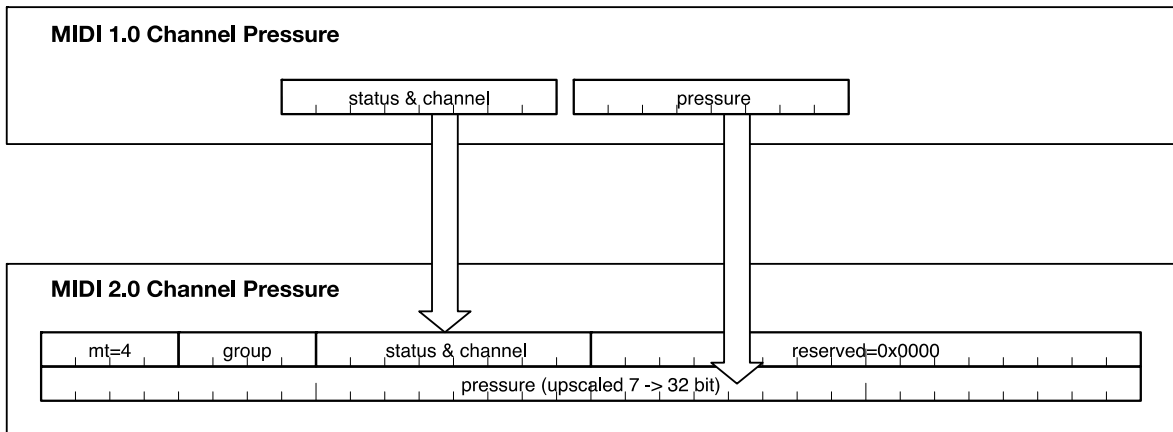 MIDI 1.0 Channel Pressure
status & channel pressure
MIDI 2.0 Channel Pressure
mt=4 group status & channel reserved=0x0000
pressure (upscaled 7 -> 32 bit)